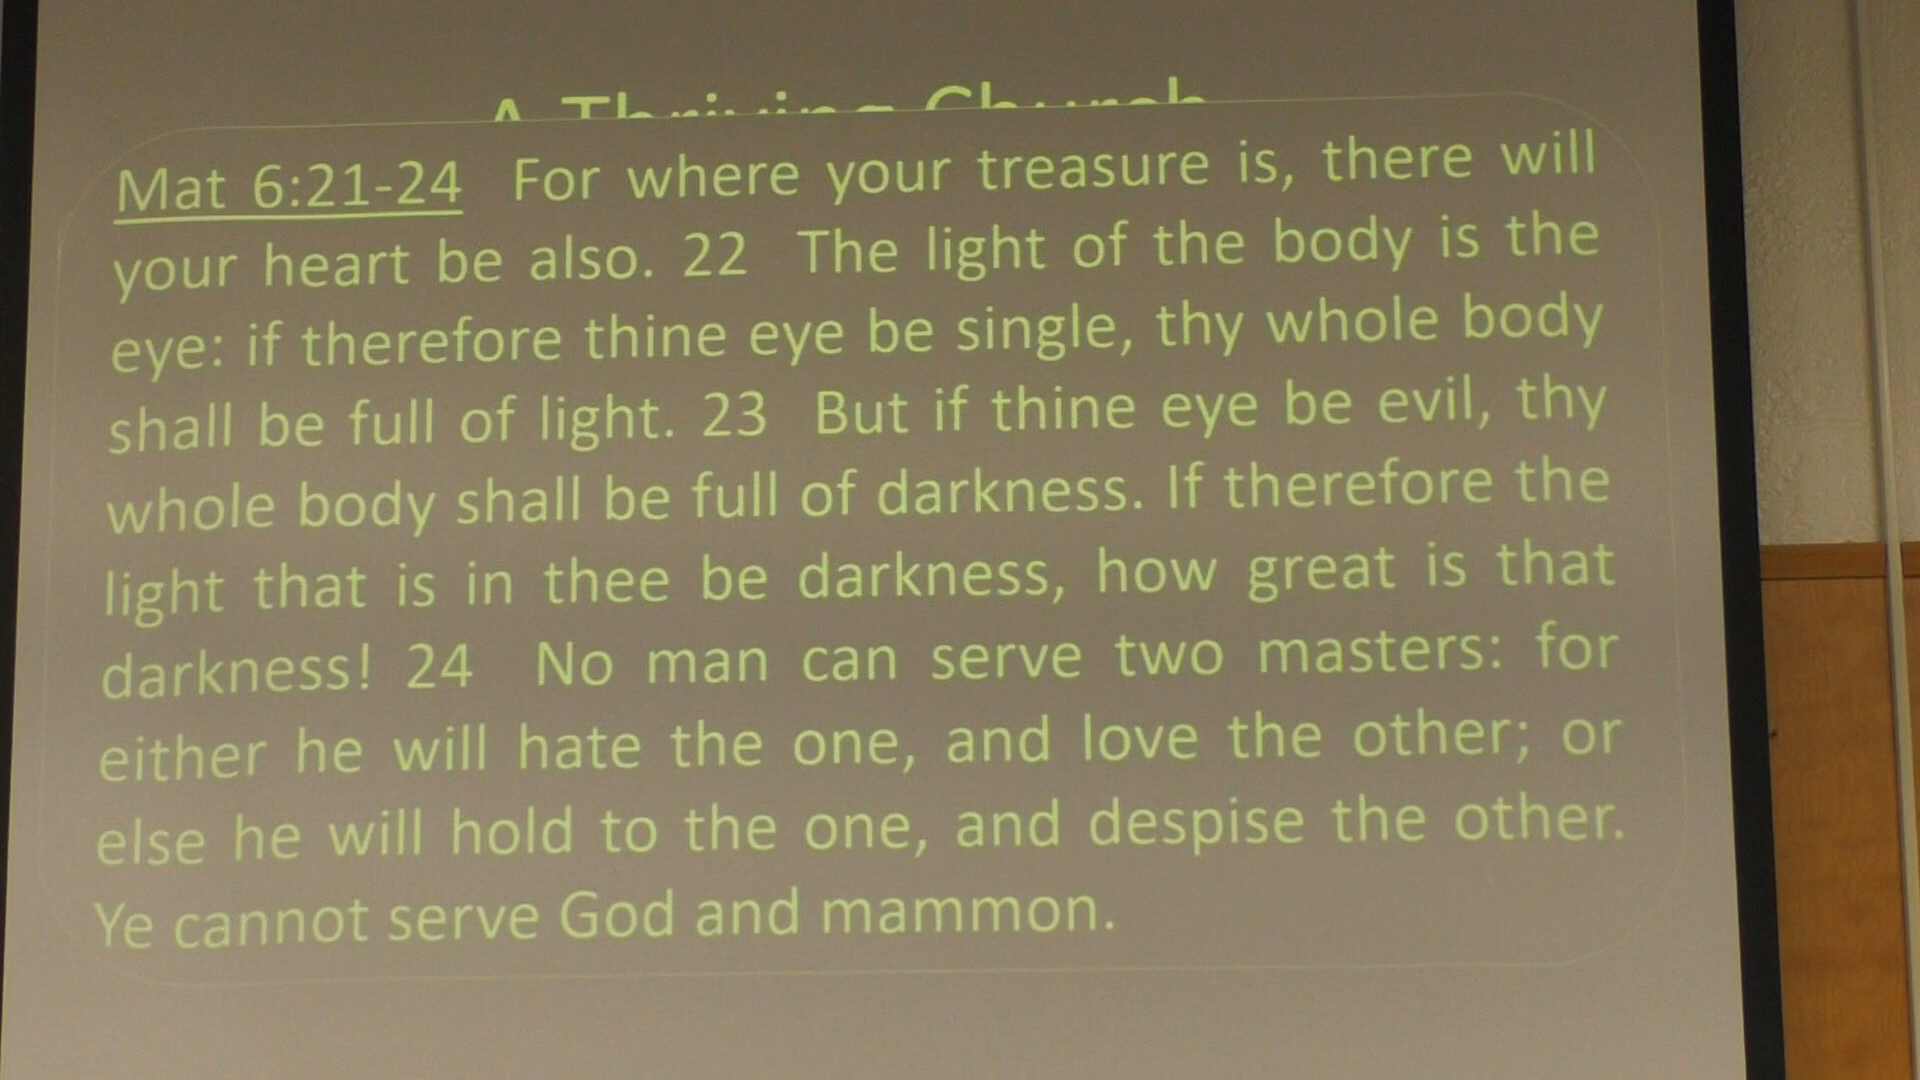 A Thriving Church
Mat 6:21-24 For where your treasure is, there will
your heart be also. 22 The light of the body is the
eye: if therefore thine eye be single, thy whole body
shall be full of light. 23 But if thine eye be evil, thy
whole body shall be full of darkness. If therefore the
light that is in thee be darkness, how great is that
darkness! 24 No man can serve two masters: for
either he will hate the one, and love the other; or
else he will hold to the one, and despise the other.
Ye cannot serve God and mammon.